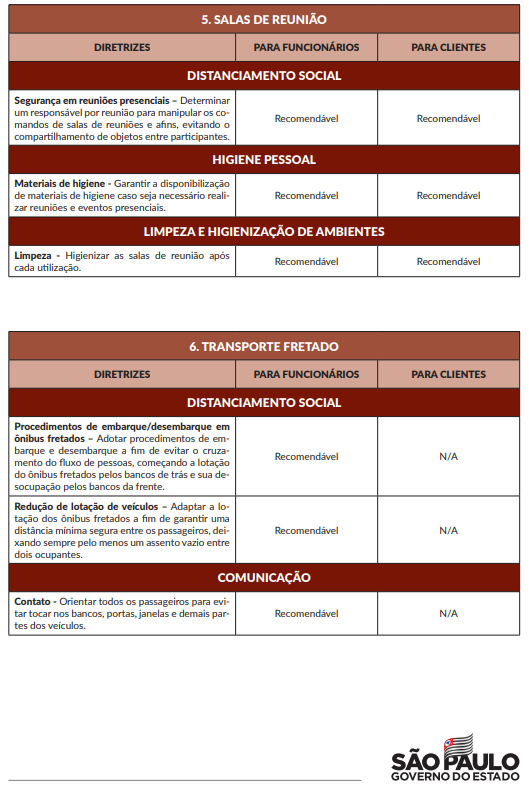 5. SALAS DE REUNIÃO
DIRETRIZES PARA FUNCIONÁRIOS PARA CLIENTES
DISTANCIAMENTO SOCIAL
Segurança em reuniões presenciais – Determinar
um responsável por reunião para manipular os co-
mandos de salas de reuniões e afins, evitando o
compartilhamento de objetos entre participantes.
Recomendável Recomendável
HIGIENE PESSOAL
Materiais de higiene - Garantir a disponibilização
de materiais de higiene caso seja necessário reali-
zar reuniões e eventos presenciais.
Recomendável Recomendável
LIMPEZA E HIGIENIZAÇÃO DE AMBIENTES
Limpeza - Higienizar as salas de reunião após
cada utilização.
Recomendável Recomendável
6. TRANSPORTE FRETADO
DIRETRIZES PARA FUNCIONÁRIOS PARA CLIENTES
DISTANCIAMENTO SOCIAL
Procedimentos de embarque/desembarque em
ônibus fretados – Adotar procedimentos de em-
barque e desembarque a fim de evitar o cruza-
mento do fluxo de pessoas, começando a lotação
do ônibus fretados pelos bancos de trás e sua de-
socupação pelos bancos da frente.
Recomendável N/A
Redução de lotação de veículos – Adaptar a lo-
tação dos ônibus fretados a fim de garantir uma
distância mínima segura entre os passageiros, dei-
xando sempre pelo menos um assento vazio entre
dois ocupantes.
Recomendável N/A
COMUNICAÇÃO
Contato - Orientar todos os passageiros para evi-
tar tocar nos bancos, portas, janelas e demais par-
tes dos veículos.
Recomendável N/A
SÃO PAULO
GOVERNO DO ESTADO